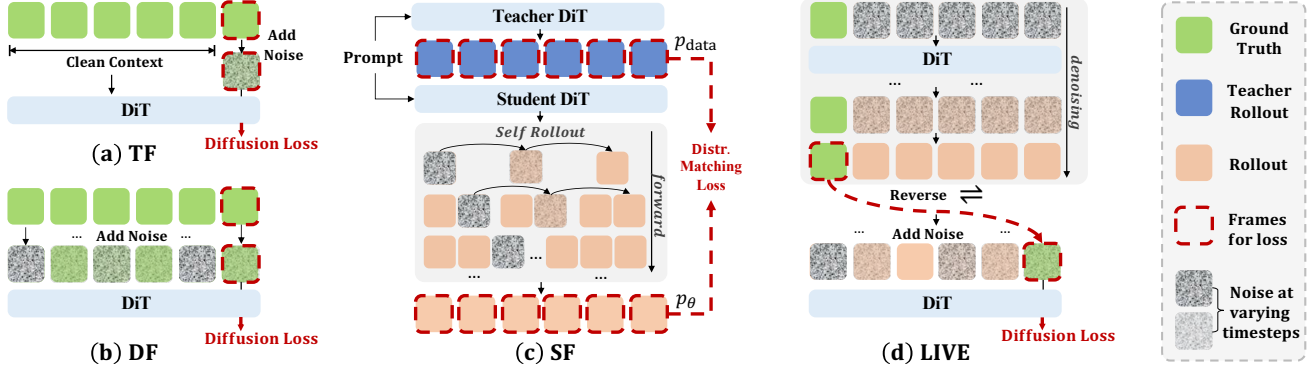 Add
Noise
Clean Context
DiT
Diffusion Loss
(a) TF
... Add Noise ...
DiT
Diffusion Loss
(b) DF
Teacher DiT
Prompt
p_data
Student DiT
Self Rollout
forward
...
... ...
p_θ
Distr.
Matching
Loss
(c) SF
DiT
... ...
denoising
Reverse ⇌
... Add Noise ...
DiT
Diffusion Loss
(d) LIVE
Ground
Truth
Teacher
Rollout
Rollout
Frames
for loss
Noise at
varying
timesteps